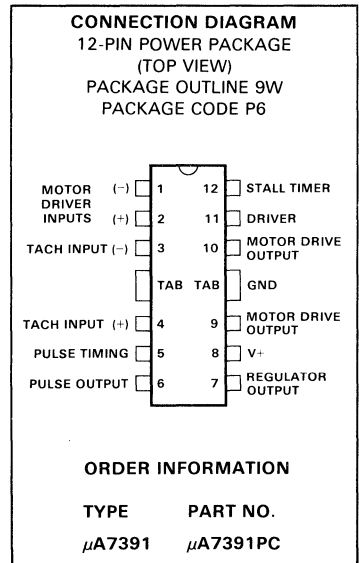 CONNECTION DIAGRAM
12-PIN POWER PACKAGE
(TOP VIEW)
PACKAGE OUTLINE 9W
PACKAGE CODE P6
MOTOR DRIVER INPUTS (−) 1 12 STALL TIMER
(+) 2 11 DRIVER
TACH INPUT (−) 3 10 MOTOR DRIVE OUTPUT
TAB TAB GND
TACH INPUT (+) 4 9 MOTOR DRIVE OUTPUT
PULSE TIMING 5 8 V+
PULSE OUTPUT 6 7 REGULATOR OUTPUT
ORDER INFORMATION
TYPE PART NO.
μA7391 μA7391PC